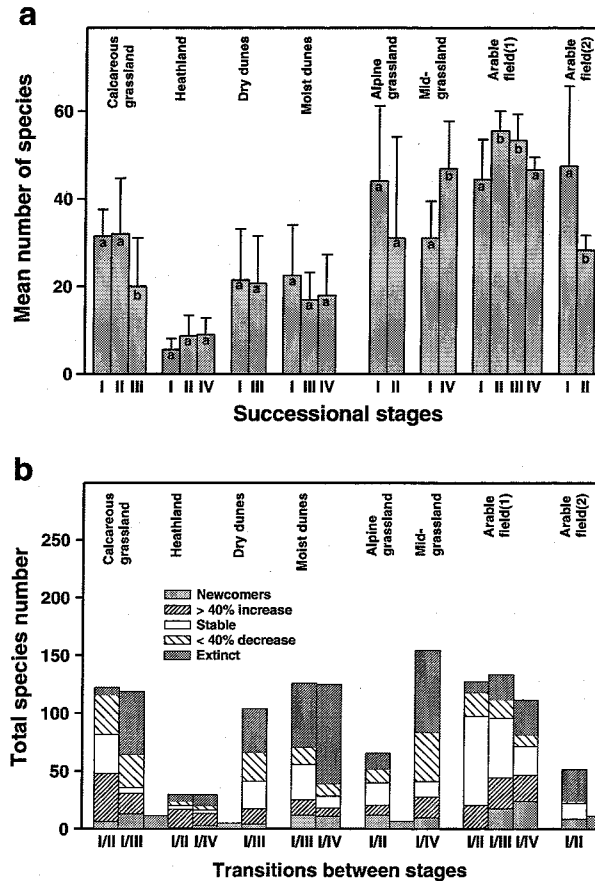 a
Mean number of species
60
40
20
0
Calcareous
grassland
Heathland
Dry dunes
Moist dunes
Alpine
grassland
Mid-
grassland
Arable
field(1)
Arable
field(2)
a a b
a a a
a a
a a a
a a
a b
a b b a
a b
I II III
I II IV
I III
I III IV
I II
I IV
I II III IV
I II
Successional stages
b
Total species number
250
200
150
100
50
0
Calcareous
grassland
Heathland
Dry dunes
Moist dunes
Alpine
grassland
Mid-
grassland
Arable
field(1)
Arable
field(2)
Newcomers
> 40% increase
Stable
< 40% decrease
Extinct
I/II I/III
I/II I/IV
I/III
I/III I/IV
I/II
I/IV
I/II I/III I/IV
I/II
Transitions between stages